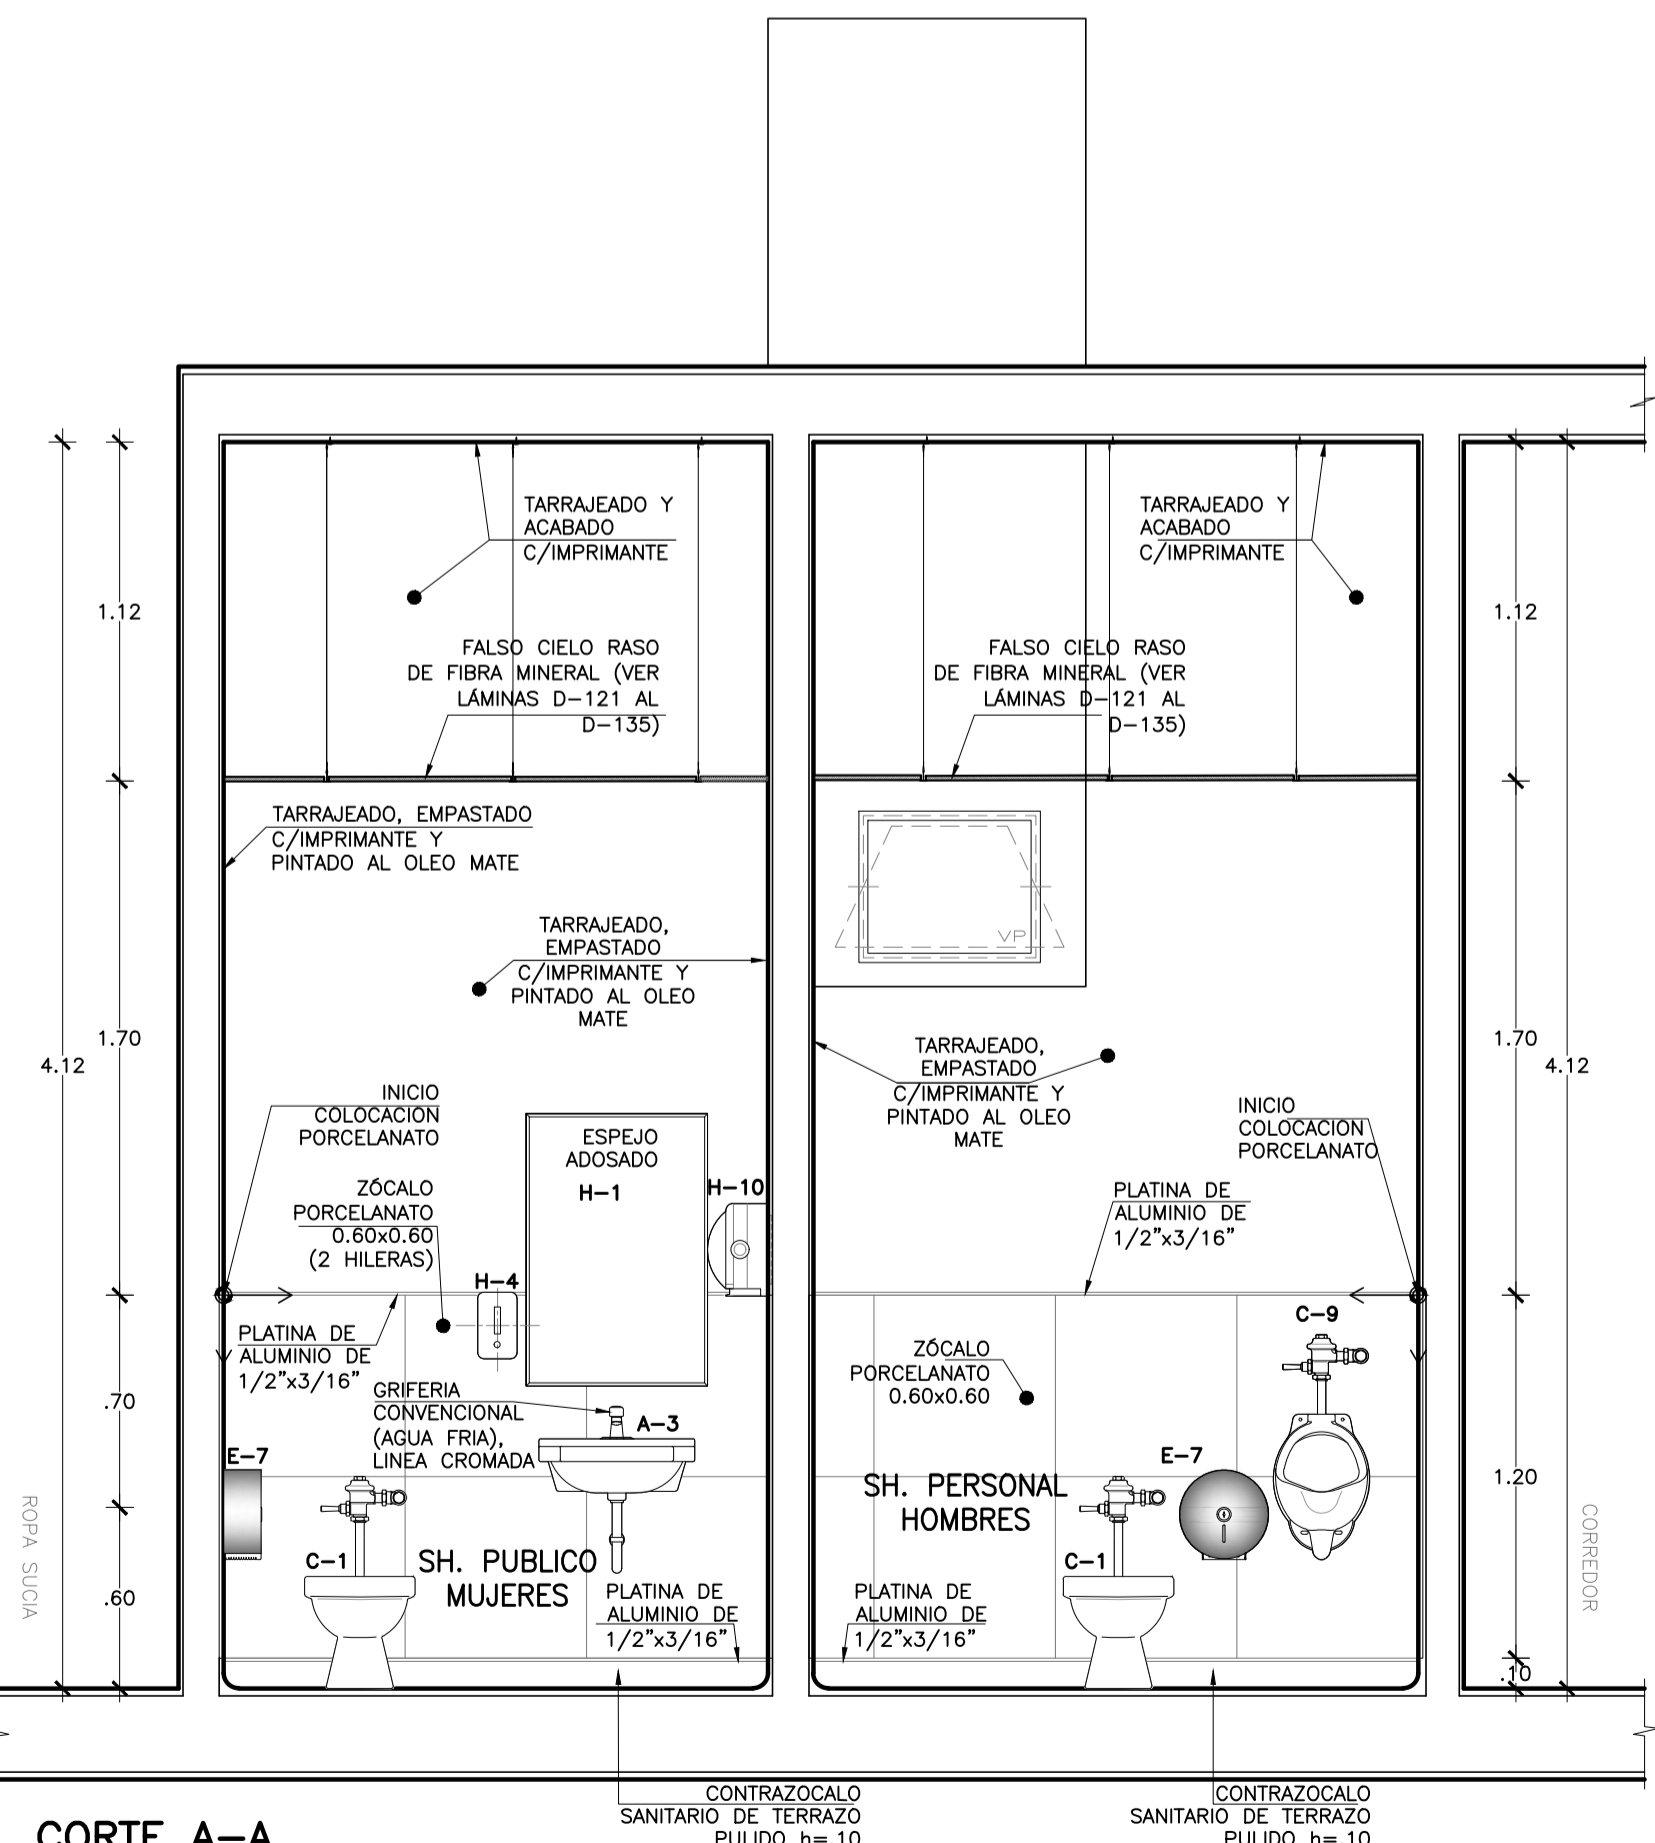 TARRAJEADO Y
ACABADO
C/IMPRIMANTE
TARRAJEADO Y
ACABADO
C/IMPRIMANTE
1.12
1.12
FALSO CIELO RASO
DE FIBRA MINERAL (VER
LÁMINAS D-121 AL
D-135)
FALSO CIELO RASO
DE FIBRA MINERAL (VER
LÁMINAS D-121 AL
D-135)
TARRAJEADO, EMPASTADO
C/IMPRIMANTE Y
PINTADO AL OLEO MATE
TARRAJEADO,
EMPASTADO
C/IMPRIMANTE Y
PINTADO AL OLEO
MATE
VP
1.70
4.12
1.70
4.12
TARRAJEADO,
EMPASTADO
C/IMPRIMANTE Y
PINTADO AL OLEO
MATE
INICIO
COLOCACION
PORCELANATO
INICIO
COLOCACION
PORCELANATO
ESPEJO
ADOSADO
H-1
H-10
ZÓCALO
PORCELANATO
0.60x0.60
(2 HILERAS)
H-4
PLATINA DE
ALUMINIO DE
1/2"x3/16"
PLATINA DE
ALUMINIO DE
1/2"x3/16"
C-9
ZÓCALO
PORCELANATO
0.60x0.60
GRIFERIA
CONVENCIONAL
(AGUA FRIA),
LINEA CROMADA
A-3
.70
E-7
E-7
1.20
SH. PERSONAL
HOMBRES
ROPA SUCIA
CORREDOR
C-1
SH. PUBLICO
MUJERES
C-1
.60
PLATINA DE
ALUMINIO DE
1/2"x3/16"
PLATINA DE
ALUMINIO DE
1/2"x3/16"
.10
CONTRAZOCALO
SANITARIO DE TERRAZO
PULIDO h=.10
CONTRAZOCALO
SANITARIO DE TERRAZO
PULIDO h=.10
CORTE A-A